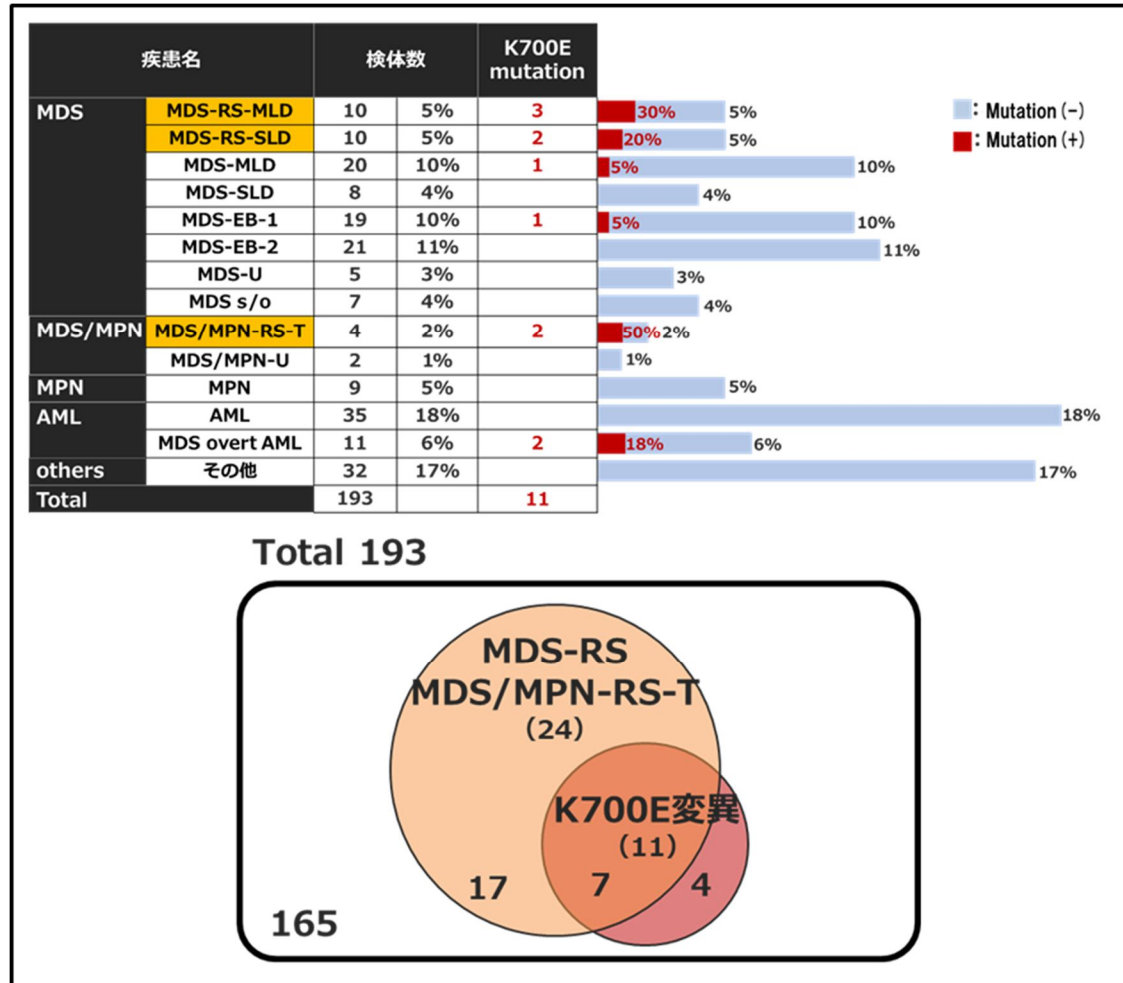 疾患名 検体数 K700E mutation
MDS MDS-RS-MLD 10 5% 3 30% 5%
: Mutation (-)
MDS-RS-SLD 10 5% 2 20% 5%
: Mutation (+)
MDS-MLD 20 10% 1 5% 10%
MDS-SLD 8 4% 4%
MDS-EB-1 19 10% 1 5% 10%
MDS-EB-2 21 11% 11%
MDS-U 5 3% 3%
MDS s/o 7 4% 4%
MDS/MPN MDS/MPN-RS-T 4 2% 2 50% 2%
MDS/MPN-U 2 1% 1%
MPN MPN 9 5% 5%
AML AML 35 18% 18%
MDS overt AML 11 6% 2 18% 6%
others その他 32 17% 17%
Total 193 11
Total 193
MDS-RS
MDS/MPN-RS-T
(24)
K700E変異
(11)
17 7 4
165